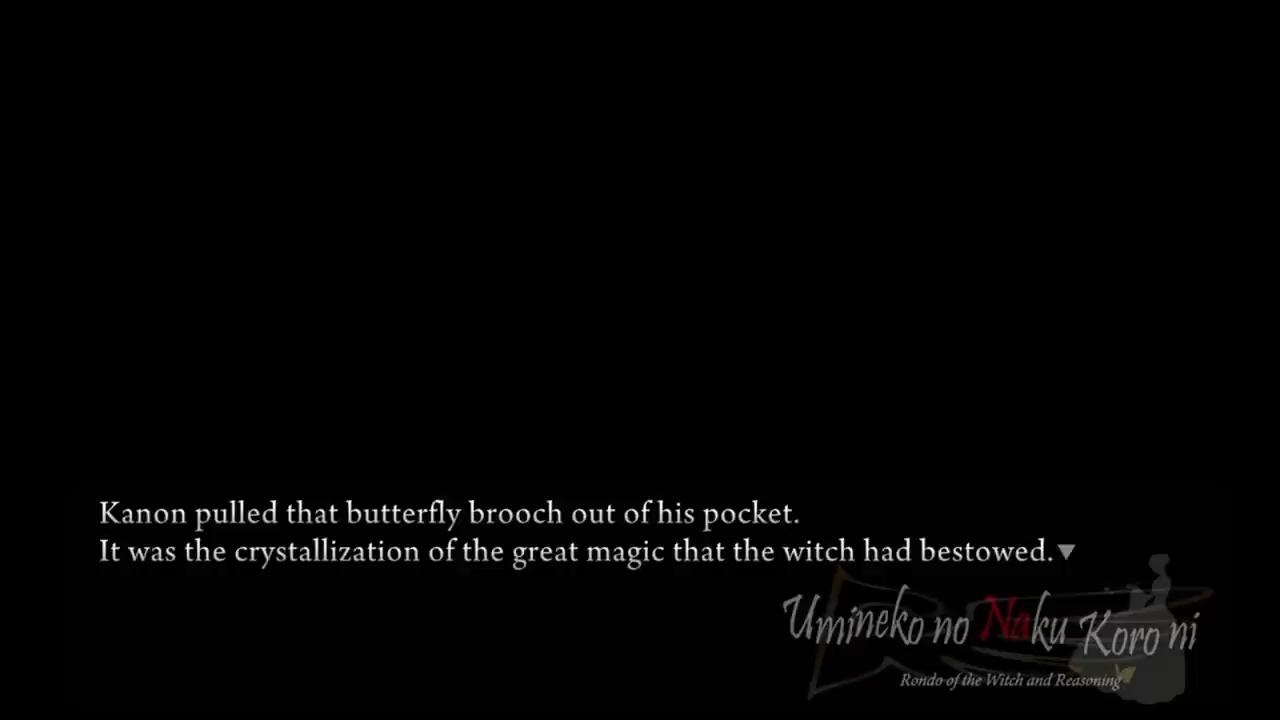 Kanon pulled that butterfly brooch out of his pocket.
It was the crystallization of the great magic that the witch had bestowed.
Umineko no Naku Koro ni
Rondo of the Witch and Reasoning